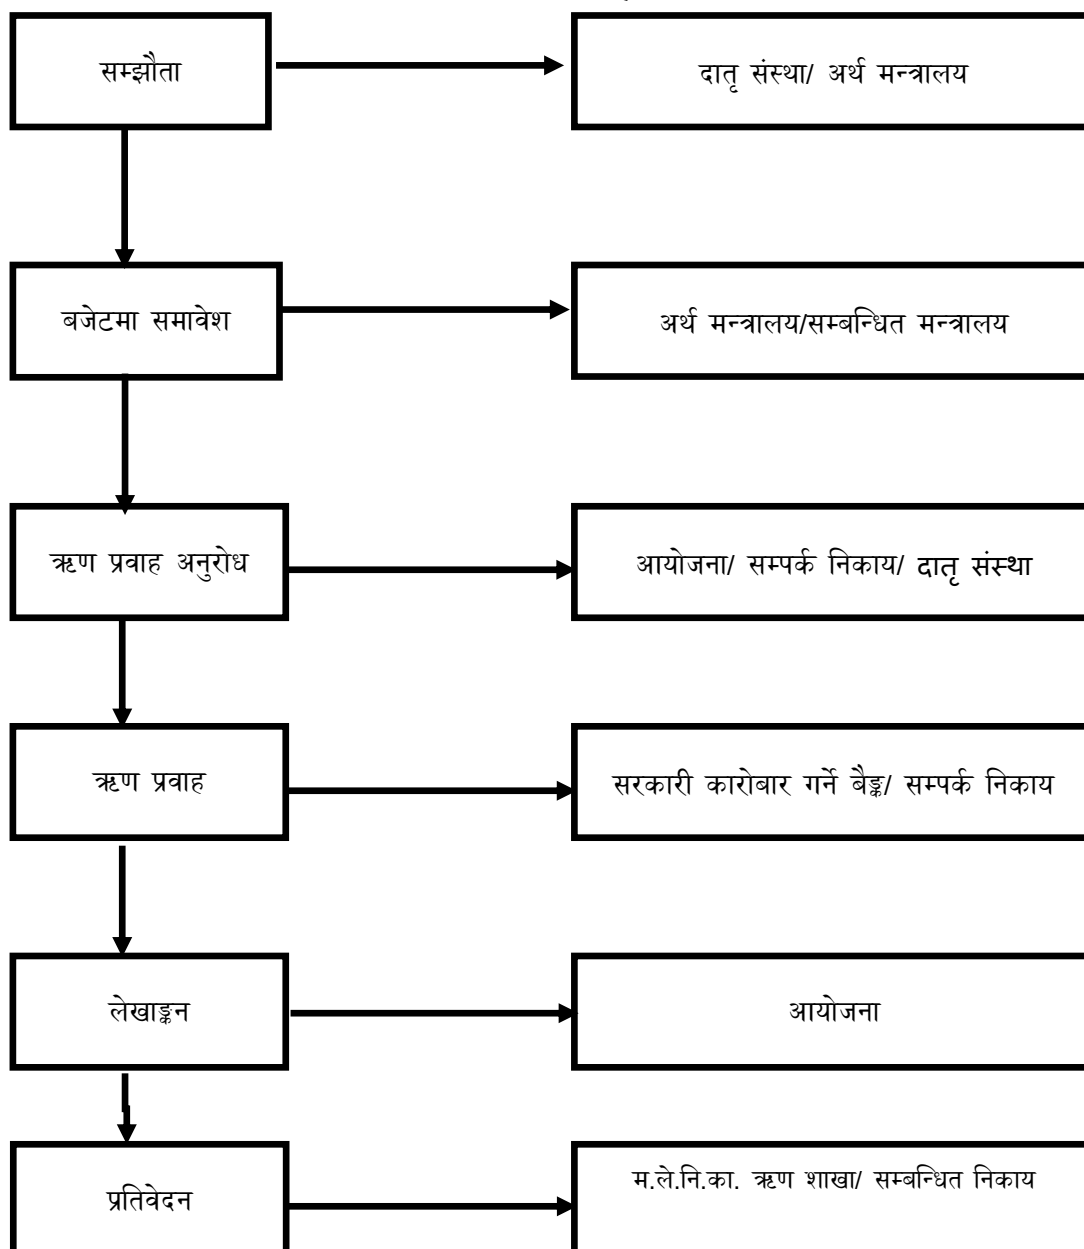 सम्झौता
दातृ संस्था/ अर्थ मन्त्रालय
बजेटमा समावेश
अर्थ मन्त्रालय/सम्बन्धित मन्त्रालय
ऋण प्रवाह अनुरोध
आयोजना/ सम्पर्क निकाय/ दातृ संस्था
ऋण प्रवाह
सरकारी कारोबार गर्ने बैङ्क/ सम्पर्क निकाय
लेखाङ्कन
आयोजना
प्रतिवेदन
म.ले.नि.का. ऋण शाखा/ सम्बन्धित निकाय